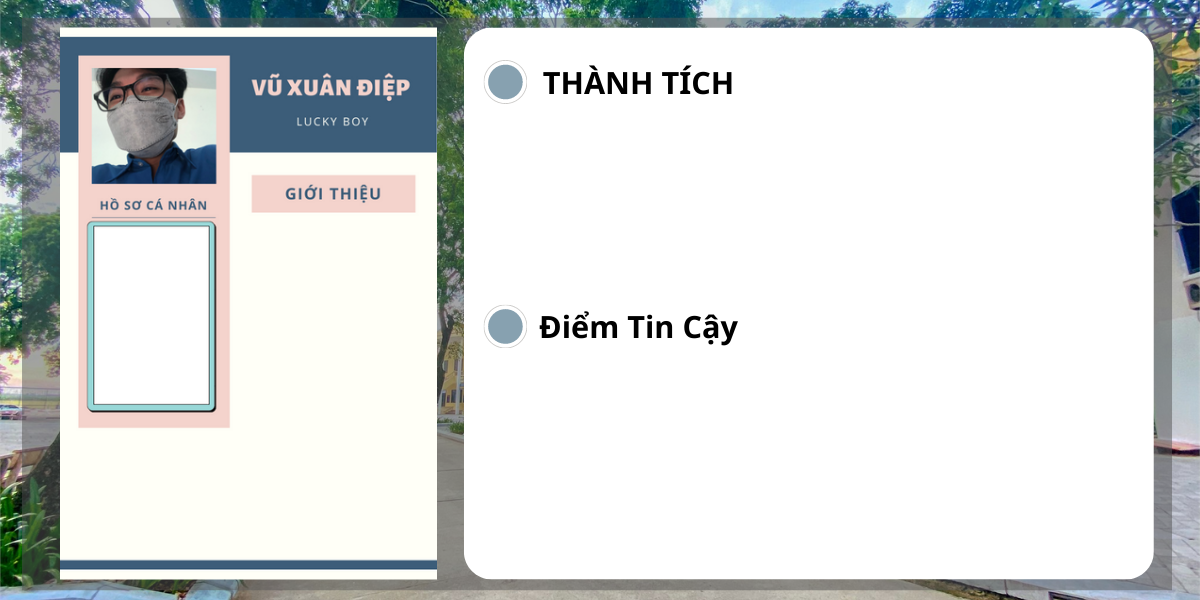 VŨ XUÂN ĐIỆP
LUCKY BOY
HỒ SƠ CÁ NHÂN
GIỚI THIỆU
THÀNH TÍCH
Điểm Tin Cậy